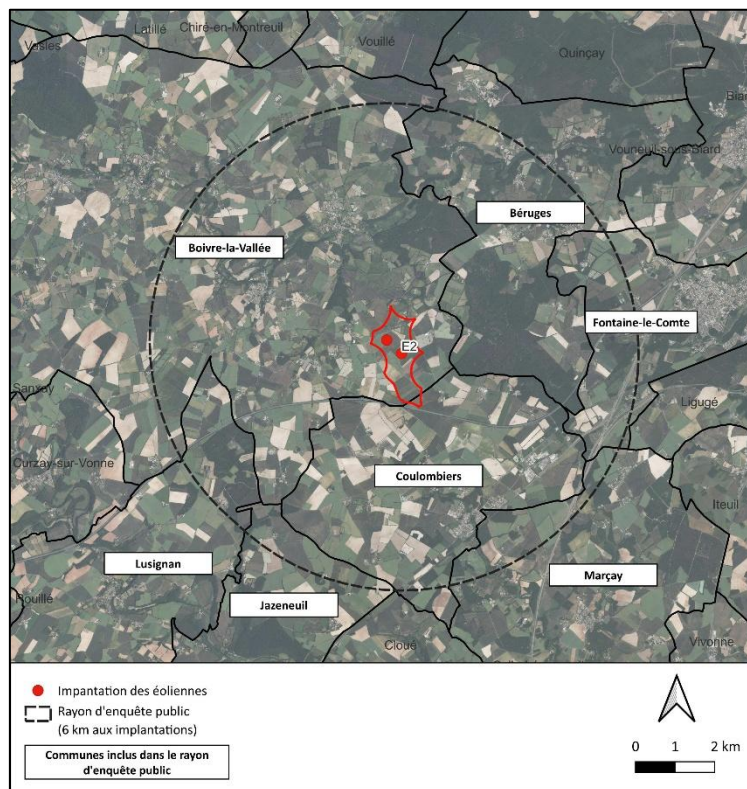 Latillé
Chiré-en-Montreuil
Vouillé
Vasles
Quinçay
Vouneuil-sous-Biard
Béruges
Boivre-la-Vallée
Fontaine-le-Comte
E2
Sanxay
Ligugé
Curzay-sur-Vonne
Coulombiers
Iteuil
Lusignan
Marçay
Rouillé
Jazeneuil
Cloué
Vivonne
Impantation des éoliennes
Rayon d'enquête public
(6 km aux implantations)
Communes inclus dans le rayon
d'enquête public
0 1 2 km